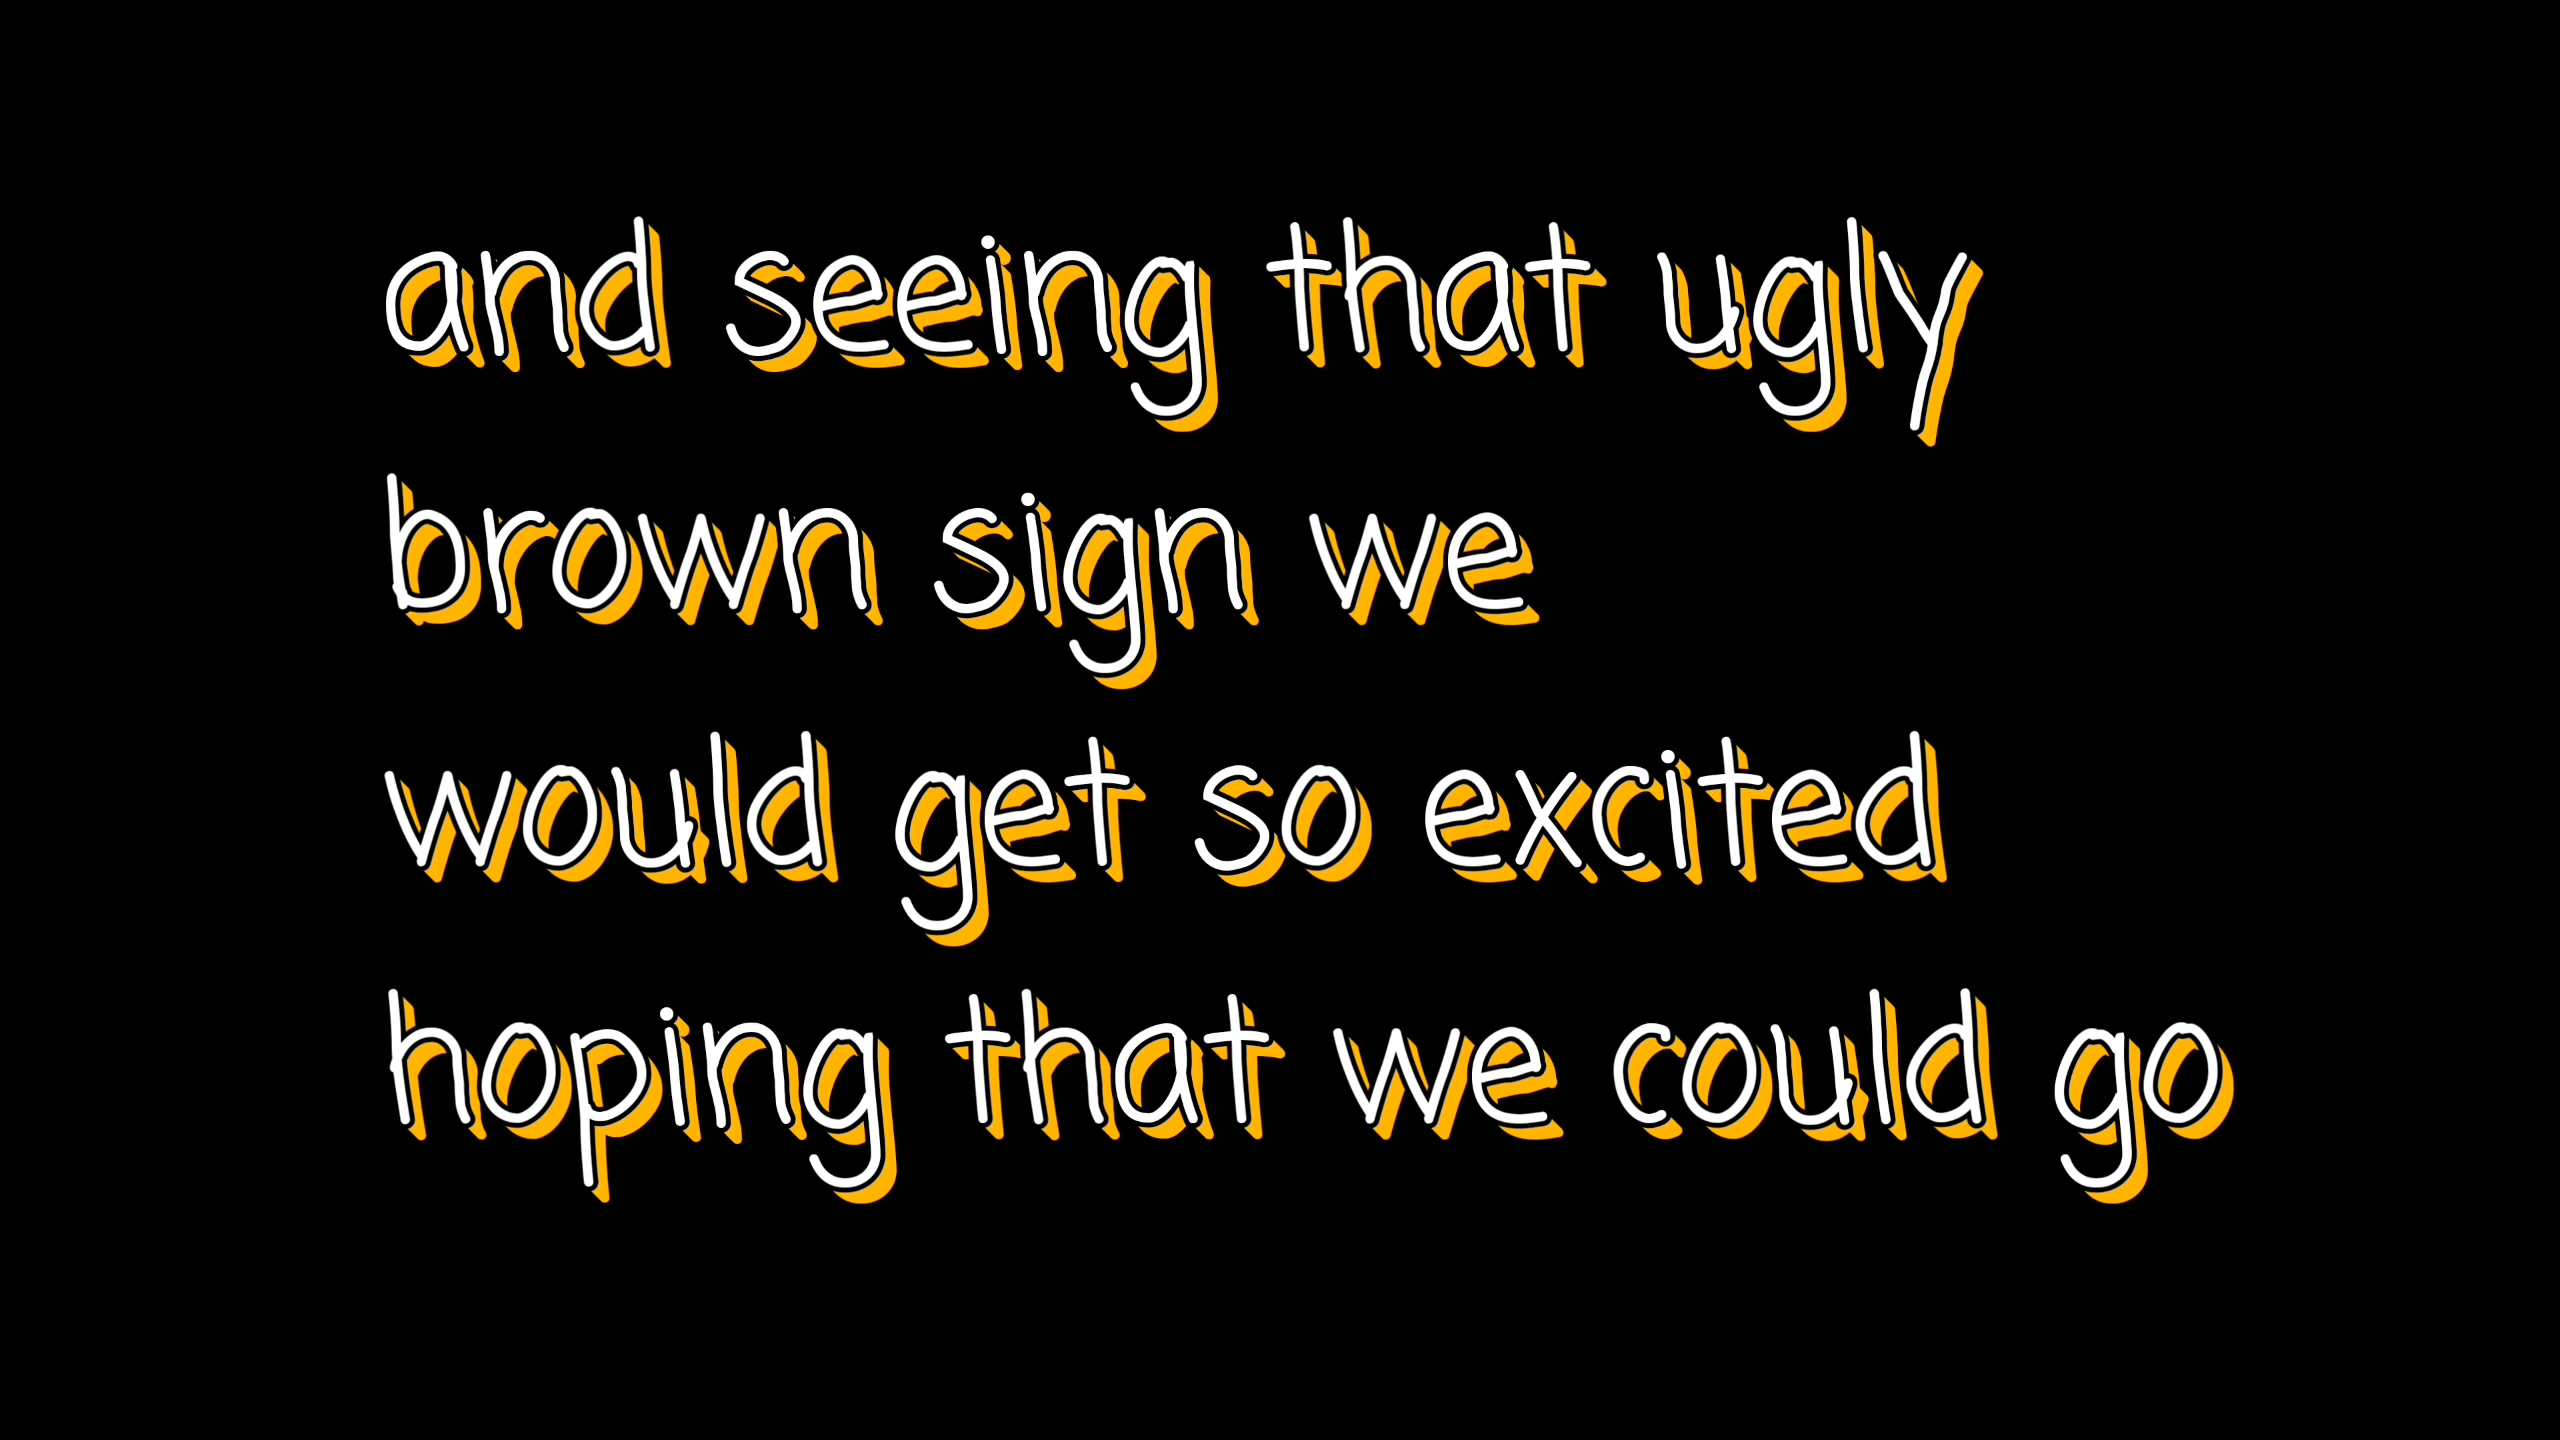 and seeing that ugly
brown sign we
would get so excited
hoping that we could go